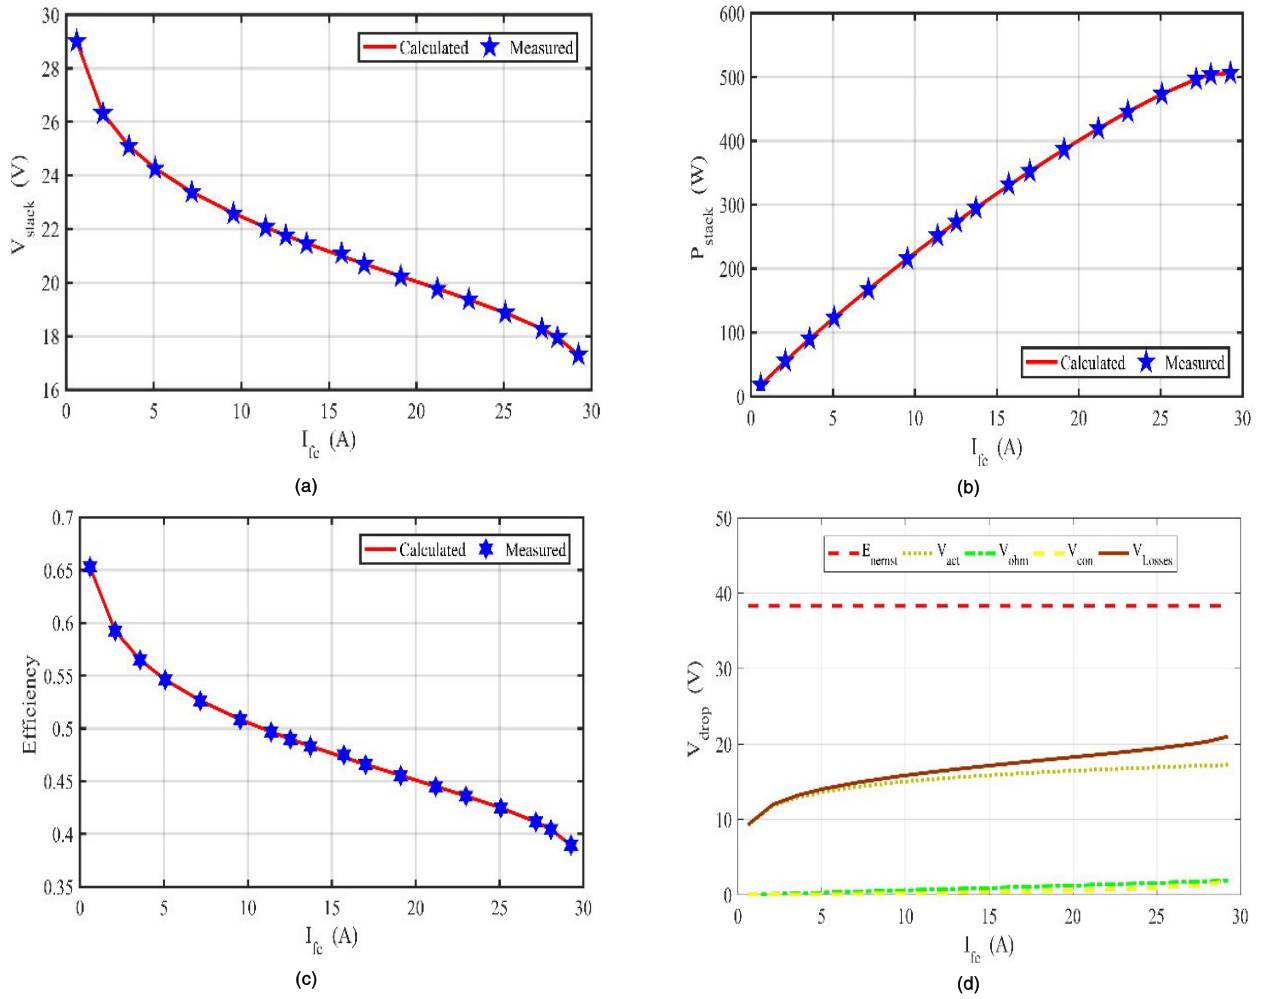 30
28
26
24
22
20
18
16
V stack (V)
Calculated Measured
0 5 10 15 20 25 30
I fc (A)
(a)
600
500
400
300
200
100
0
P stack (W)
Calculated Measured
0 5 10 15 20 25 30
I fc (A)
(b)
0.7
0.65
0.6
0.55
0.5
0.45
0.4
0.35
Efficiency
Calculated Measured
0 5 10 15 20 25 30
I fc (A)
(c)
50
40
30
20
10
0
V drop (V)
E nernst V act V ohm V con V Losses
0 5 10 15 20 25 30
I fc (A)
(d)